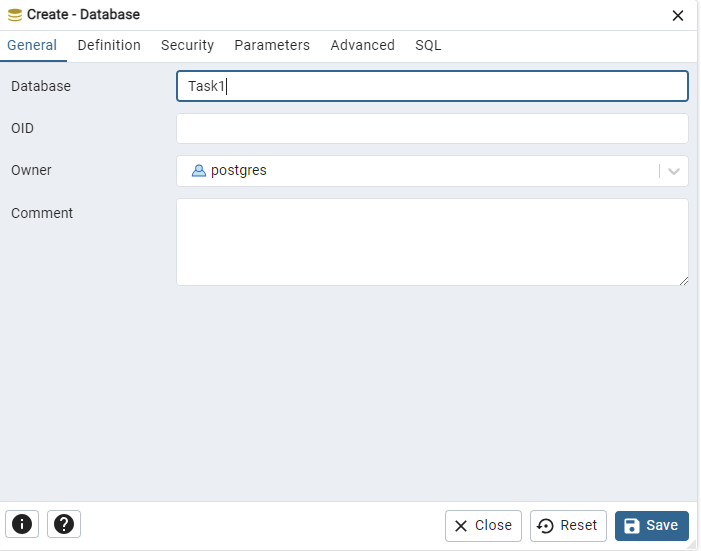 Create - Database
General Definition Security Parameters Advanced SQL
Database Task1
OID
Owner postgres
Comment
Close Reset Save